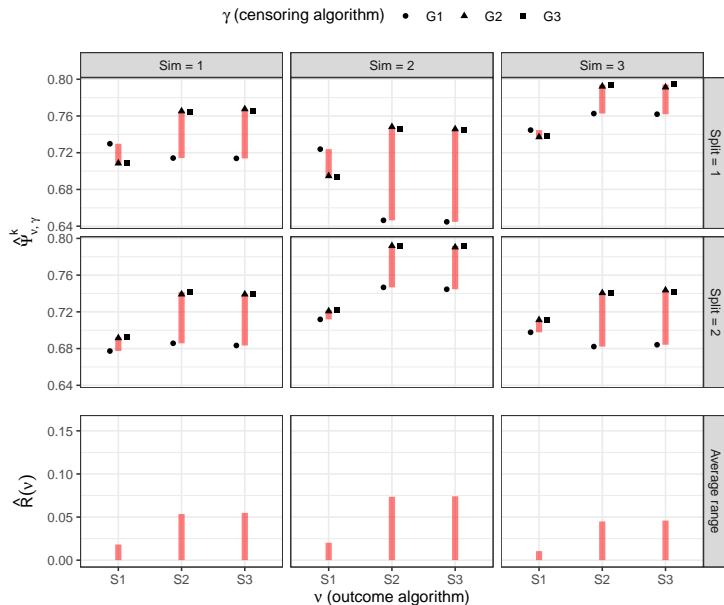 γ (censoring algorithm) G1 G2 G3
Sim = 1 Sim = 2 Sim = 3
0.80
0.76
0.72
0.68
0.64
Split = 1
Ψ̂ᵏ_ν, γ
0.80
0.76
0.72
0.68
0.64
Split = 2
0.15
0.10
0.05
0.00
R̂(ν)
Average range
S1 S2 S3 S1 S2 S3 S1 S2 S3
ν (outcome algorithm)